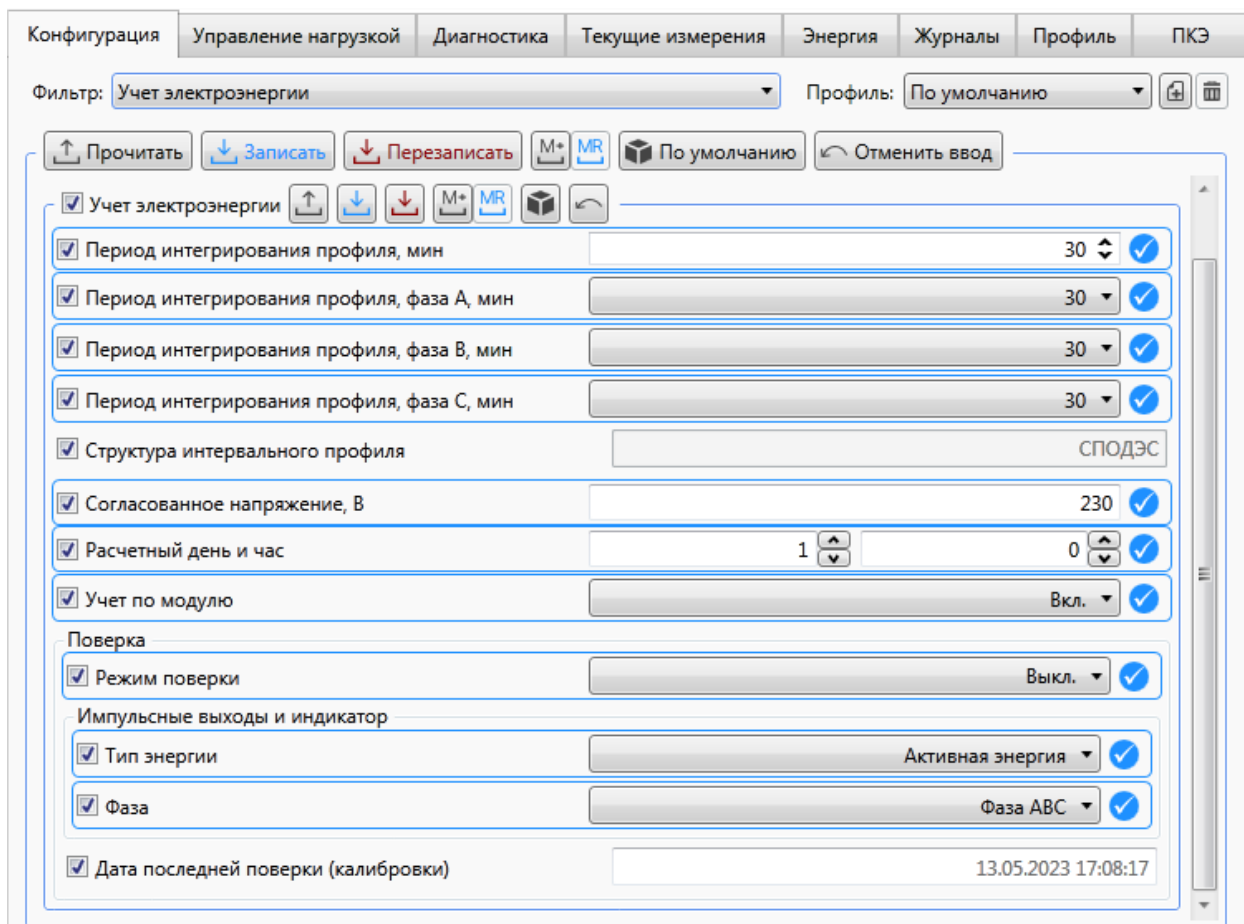 Конфигурация Управление нагрузкой Диагностика Текущие измерения Энергия Журналы Профиль ПКЭ
Фильтр: Учет электроэнергии Профиль: По умолчанию
Прочитать Записать Перезаписать M+ MR По умолчанию Отменить ввод
Учет электроэнергии M+ MR
Период интегрирования профиля, мин 30
Период интегрирования профиля, фаза A, мин 30
Период интегрирования профиля, фаза B, мин 30
Период интегрирования профиля, фаза C, мин 30
Структура интервального профиля СПОДЭС
Согласованное напряжение, В 230
Расчетный день и час 1 0
Учет по модулю Вкл.
Поверка
Режим поверки Выкл.
Импульсные выходы и индикатор
Тип энергии Активная энергия
Фаза Фаза ABC
Дата последней поверки (калибровки) 13.05.2023 17:08:17